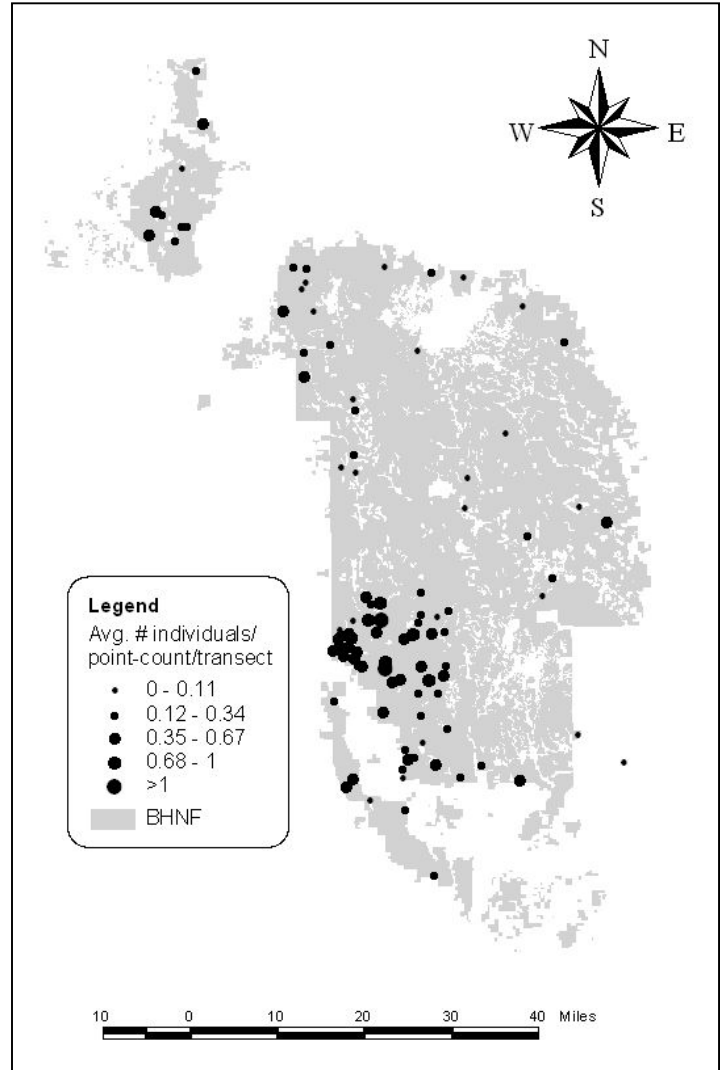 N
W E
S
Legend
Avg. # individuals/
point-count/transect
0 - 0.11
0.12 - 0.34
0.35 - 0.67
0.68 - 1
>1
BHNF
10 0 10 20 30 40 Miles